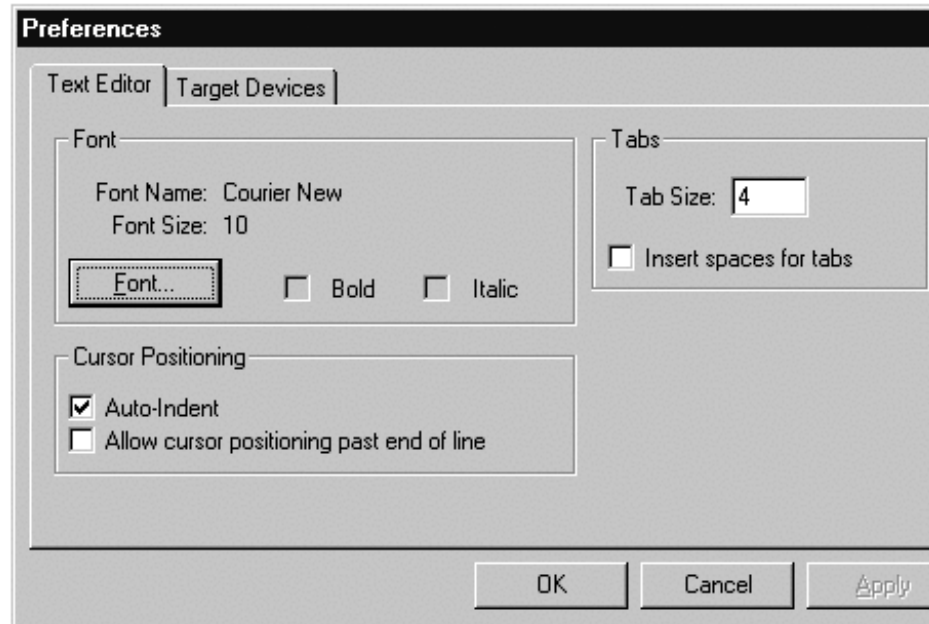 Preferences
Text Editor Target Devices
Font
Font Name: Courier New
Font Size: 10
Font... Bold Italic
Tabs
Tab Size: 4
Insert spaces for tabs
Cursor Positioning
Auto-Indent
Allow cursor positioning past end of line
OK Cancel Apply